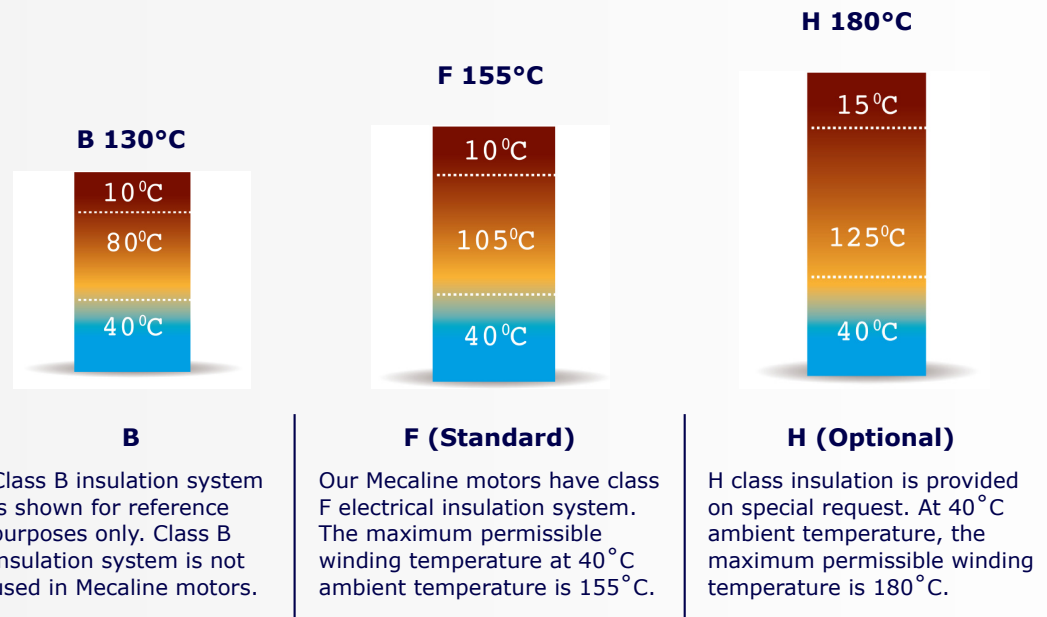 H 180°C
F 155°C
B 130°C
15⁰C
125⁰C
40⁰C
10⁰C
105⁰C
40⁰C
10⁰C
80⁰C
40⁰C
B
Class B insulation system
is shown for reference
purposes only. Class B
insulation system is not
used in Mecaline motors.
F (Standard)
Our Mecaline motors have class
F electrical insulation system.
The maximum permissible
winding temperature at 40˚C
ambient temperature is 155˚C.
H (Optional)
H class insulation is provided
on special request. At 40˚C
ambient temperature, the
maximum permissible winding
temperature is 180˚C.